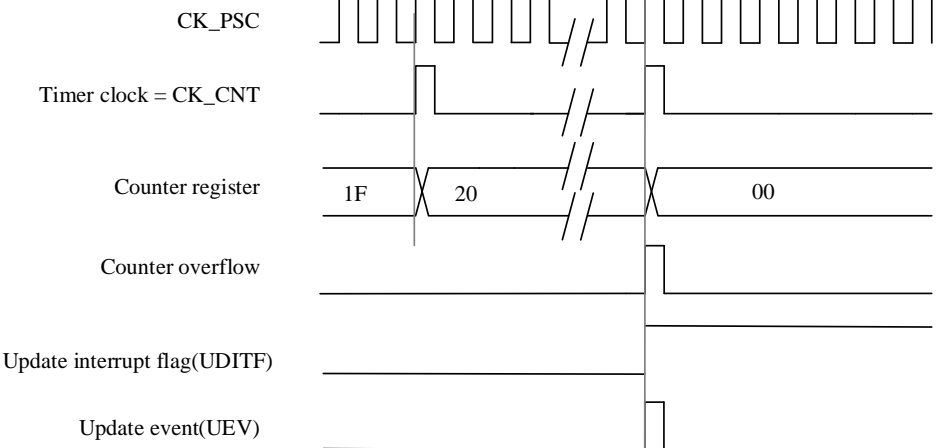 CK_PSC
Timer clock = CK_CNT
Counter register
1F
20
00
Counter overflow
Update interrupt flag(UDITF)
Update event(UEV)